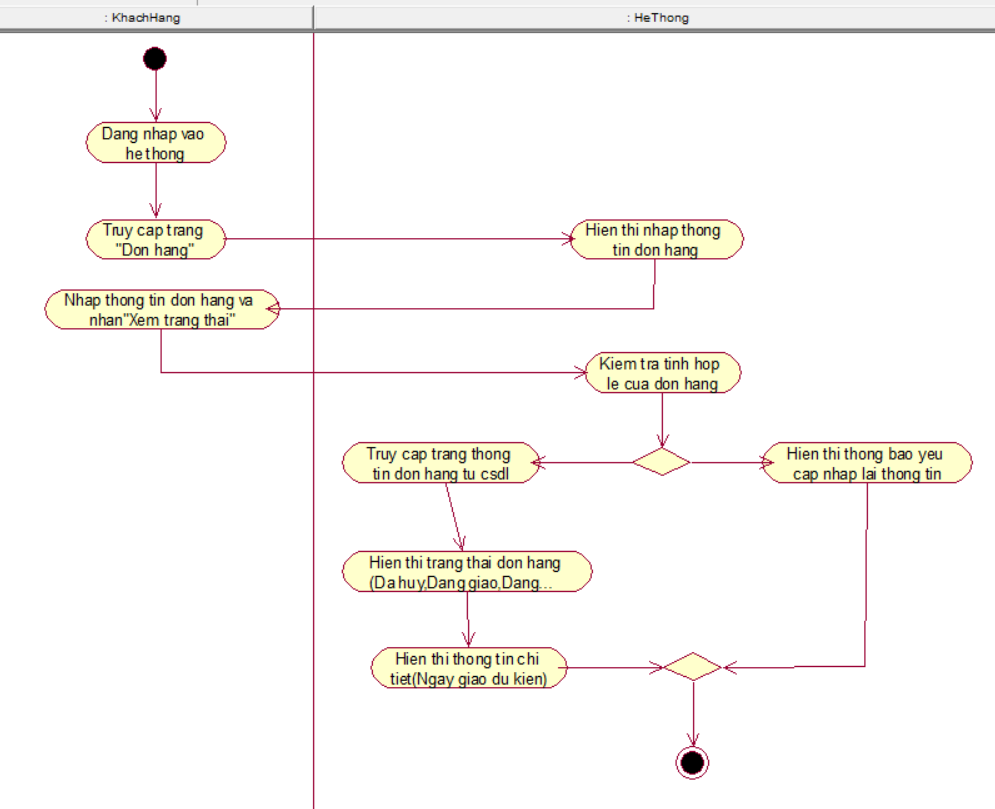 : KhachHang
: HeThong
Dang nhap vao
he thong
Truy cap trang
"Don hang"
Hien thi nhap thong
tin don hang
Nhap thong tin don hang va
nhan"Xem trang thai"
Kiem tra tinh hop
le cua don hang
Truy cap trang thong
tin don hang tu csdl
Hien thi thong bao yeu
cap nhap lai thong tin
Hien thi trang thai don hang
(Da huy,Dang giao,Dang...
Hien thi thong tin chi
tiet(Ngay giao du kien)